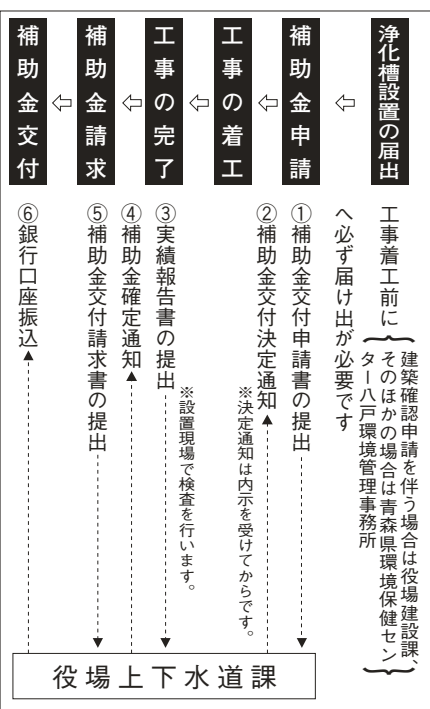 浄化槽設置の届出
工事着工前に
建築確認申請を伴う場合は役場建設課、
そのほかの場合は青森県環境保健セン
ター八戸環境管理事務所
へ必ず届け出が必要です
補助金申請
①補助金交付申請書の提出
②補助金交付決定通知
※決定通知は内示を受けてからです。
工事の着工
工事の完了
③実績報告書の提出
※設置現場で検査を行います。
④補助金確定通知
補助金請求
⑤補助金交付請求書の提出
補助金交付
⑥銀行口座振込
役場上下水道課